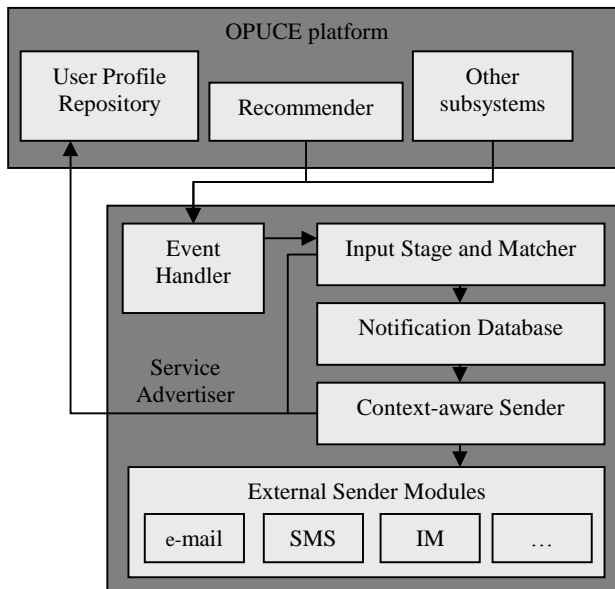 OPUCE platform
User Profile
Repository
Recommender
Other
subsystems
Event
Handler
Input Stage and Matcher
Notification Database
Service
Advertiser
Context-aware Sender
External Sender Modules
e-mail
SMS
IM
…